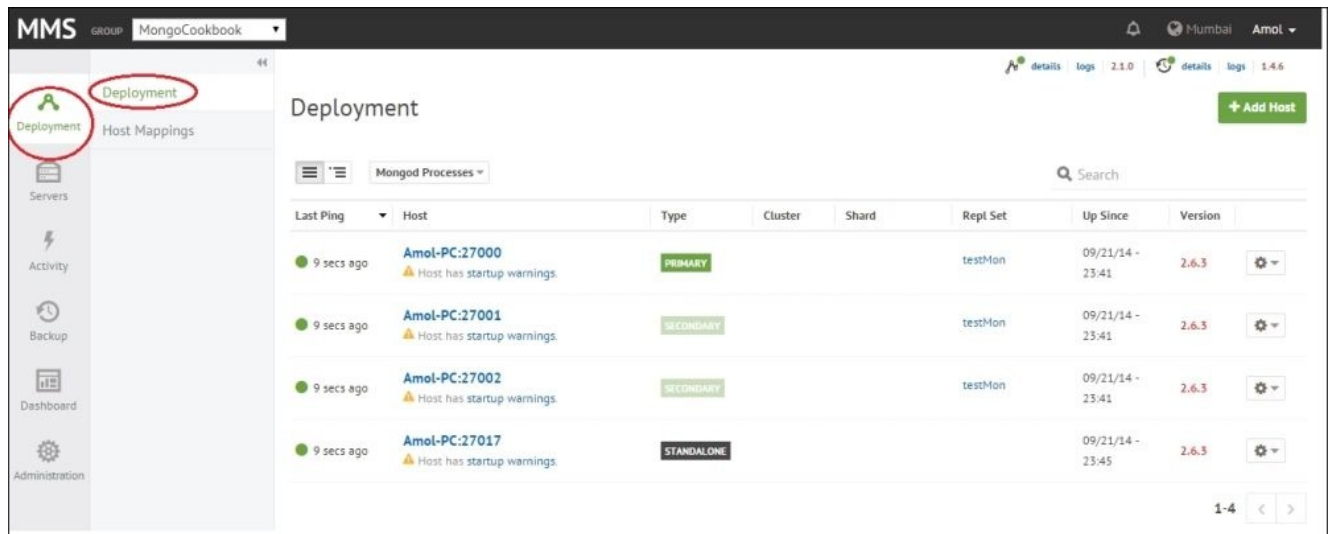 MMS GROUP MongoCookbook Mumbai Amol
details logs 2.1.0 details logs 1.4.6
Deployment
Servers
Activity
Backup
Dashboard
Administration
Deployment
Host Mappings
Deployment
+ Add Host
Mongod Processes
Search
Last Ping Host Type Cluster Shard Repl Set Up Since Version
9 secs ago Amol-PC:27000 PRIMARY testMon 09/21/14 - 2.6.3
Host has startup warnings. 23:41
9 secs ago Amol-PC:27001 SECONDARY testMon 09/21/14 - 2.6.3
Host has startup warnings. 23:41
9 secs ago Amol-PC:27002 SECONDARY testMon 09/21/14 - 2.6.3
Host has startup warnings. 23:41
9 secs ago Amol-PC:27017 STANDALONE 09/21/14 - 2.6.3
Host has startup warnings. 23:45
1-4